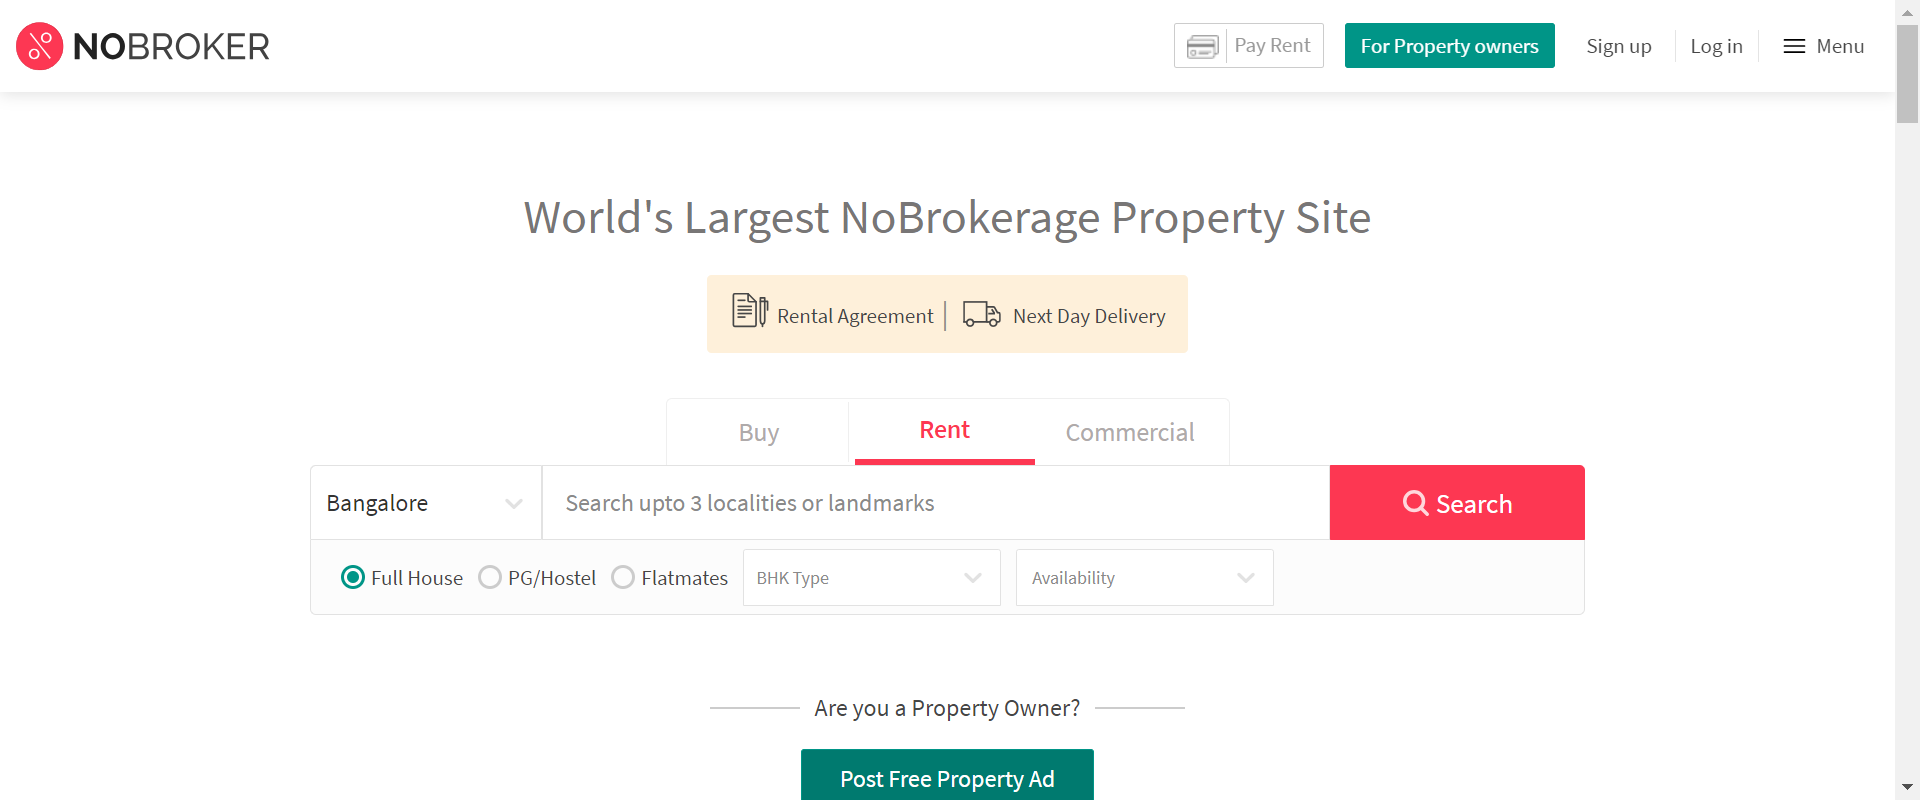 NOBROKER
Pay Rent
For Property owners
Sign up
Log in
Menu
World's Largest NoBrokerage Property Site
Rental Agreement
Next Day Delivery
Buy
Rent
Commercial
Bangalore
Search upto 3 localities or landmarks
Search
Full House
PG/Hostel
Flatmates
BHK Type
Availability
Are you a Property Owner?
Post Free Property Ad